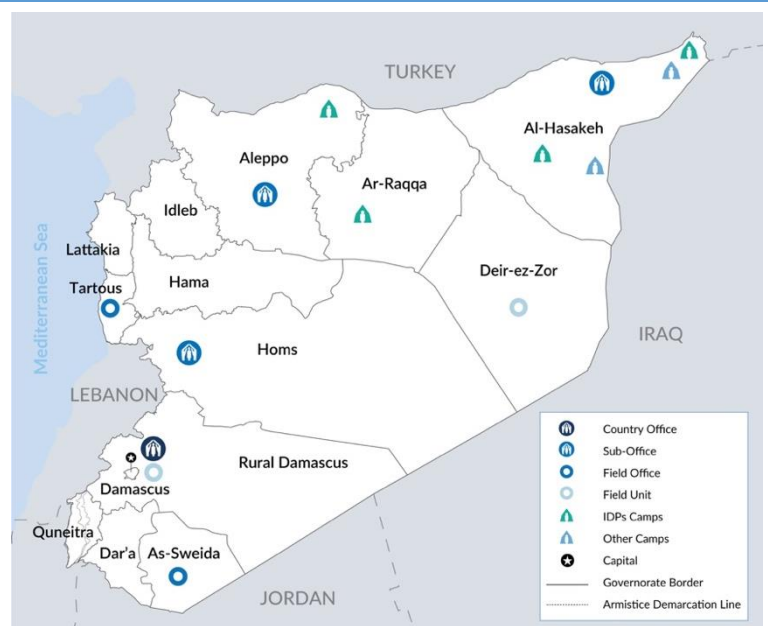 TURKEY
Al-Hasakeh
Aleppo
Ar-Raqqa
Idleb
Lattakia
Deir-ez-Zor
Hama
Tartous
Mediterranean Sea
IRAQ
Homs
LEBANON
Rural Damascus
Damascus
Quneitra
Dar'a
As-Sweida
JORDAN
Country Office
Sub-Office
Field Office
Field Unit
IDPs Camps
Other Camps
Capital
Governorate Border
Armistice Demarcation Line